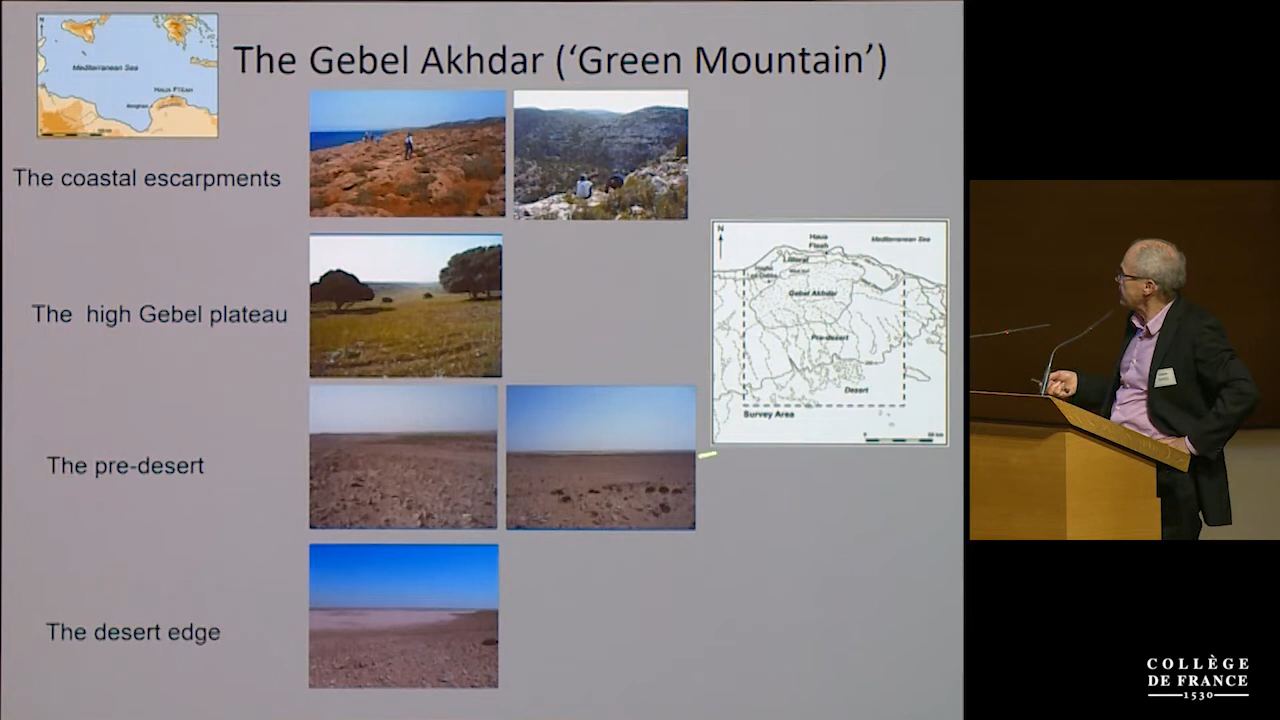 The Gebel Akhdar (‘Green Mountain’)
N
Mediterranean Sea
HAUA FTEAH
Benghazi
The coastal escarpments
The high Gebel plateau
The pre-desert
The desert edge
N
Haua
Fteah
Mediterranean Sea
Littoral
Gebel Akhdar
Pre-desert
Desert
Survey Area
COLLÈGE
DE FRANCE
1530